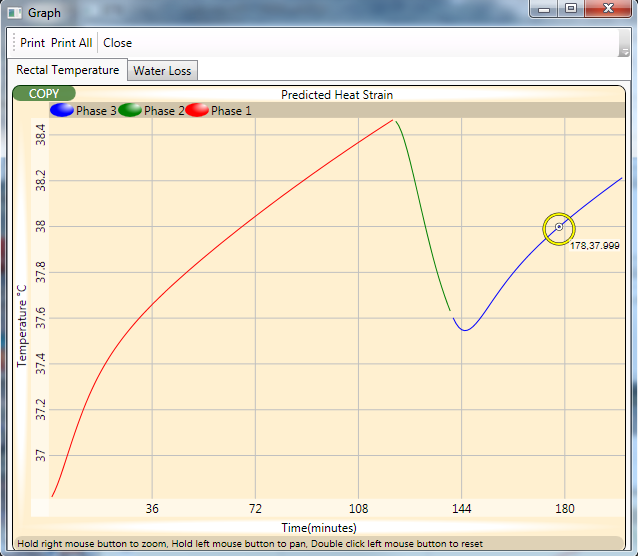 Graph
Print Print All Close
Rectal Temperature Water Loss
COPY
Predicted Heat Strain
Phase 3 Phase 2 Phase 1
38.4
38.2
38
37.8
37.6
37.4
37.2
37
Temperature °C
178,37.999
36 72 108 144 180
Time(minutes)
Hold right mouse button to zoom, Hold left mouse button to pan, Double click left mouse button to reset